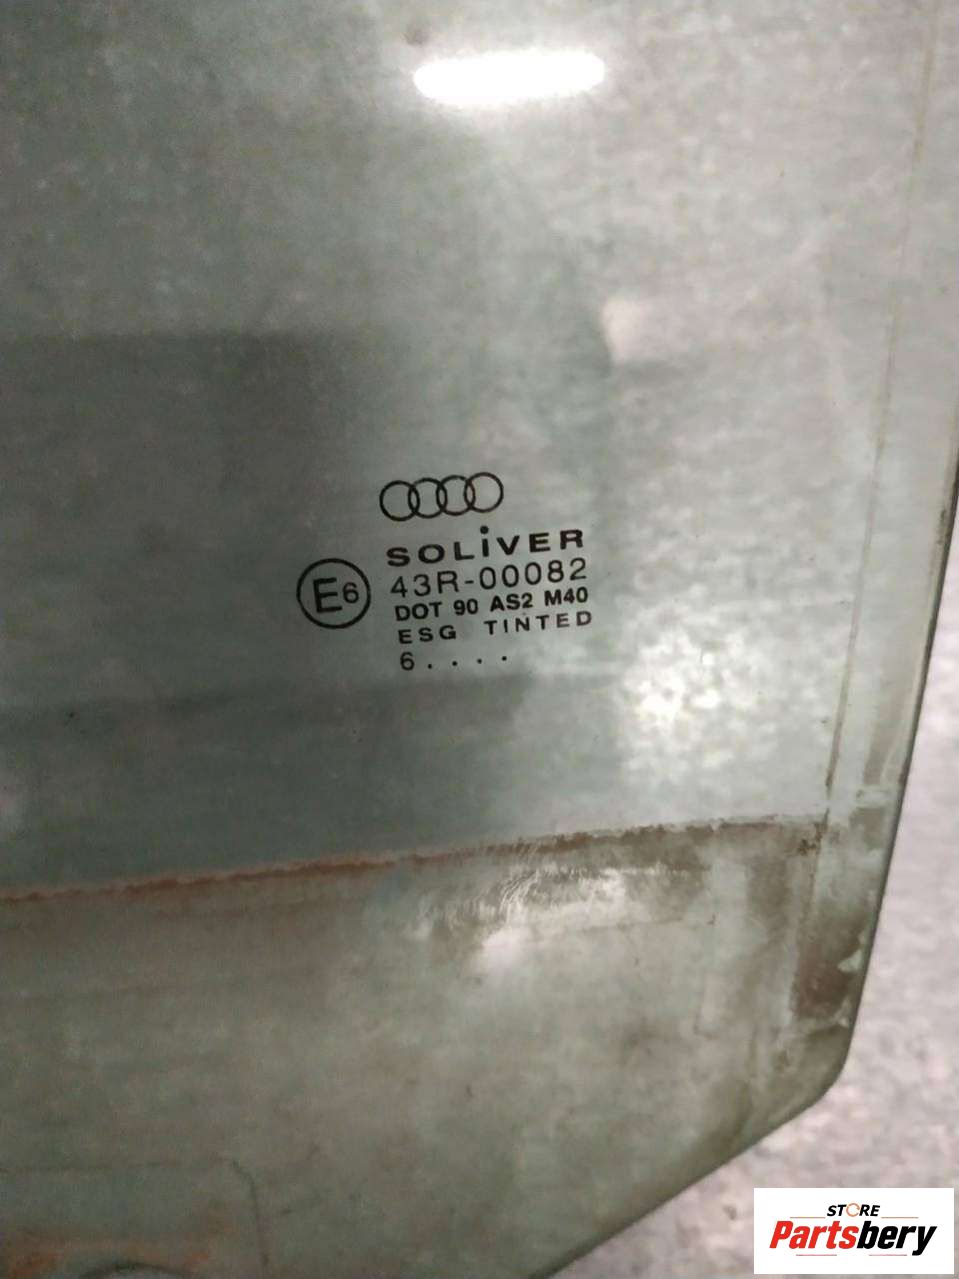 SOLiVER
E6
43R-00082
DOT 90 AS2 M40
ESG TINTED
6 . . . .
STORE
Partsbery